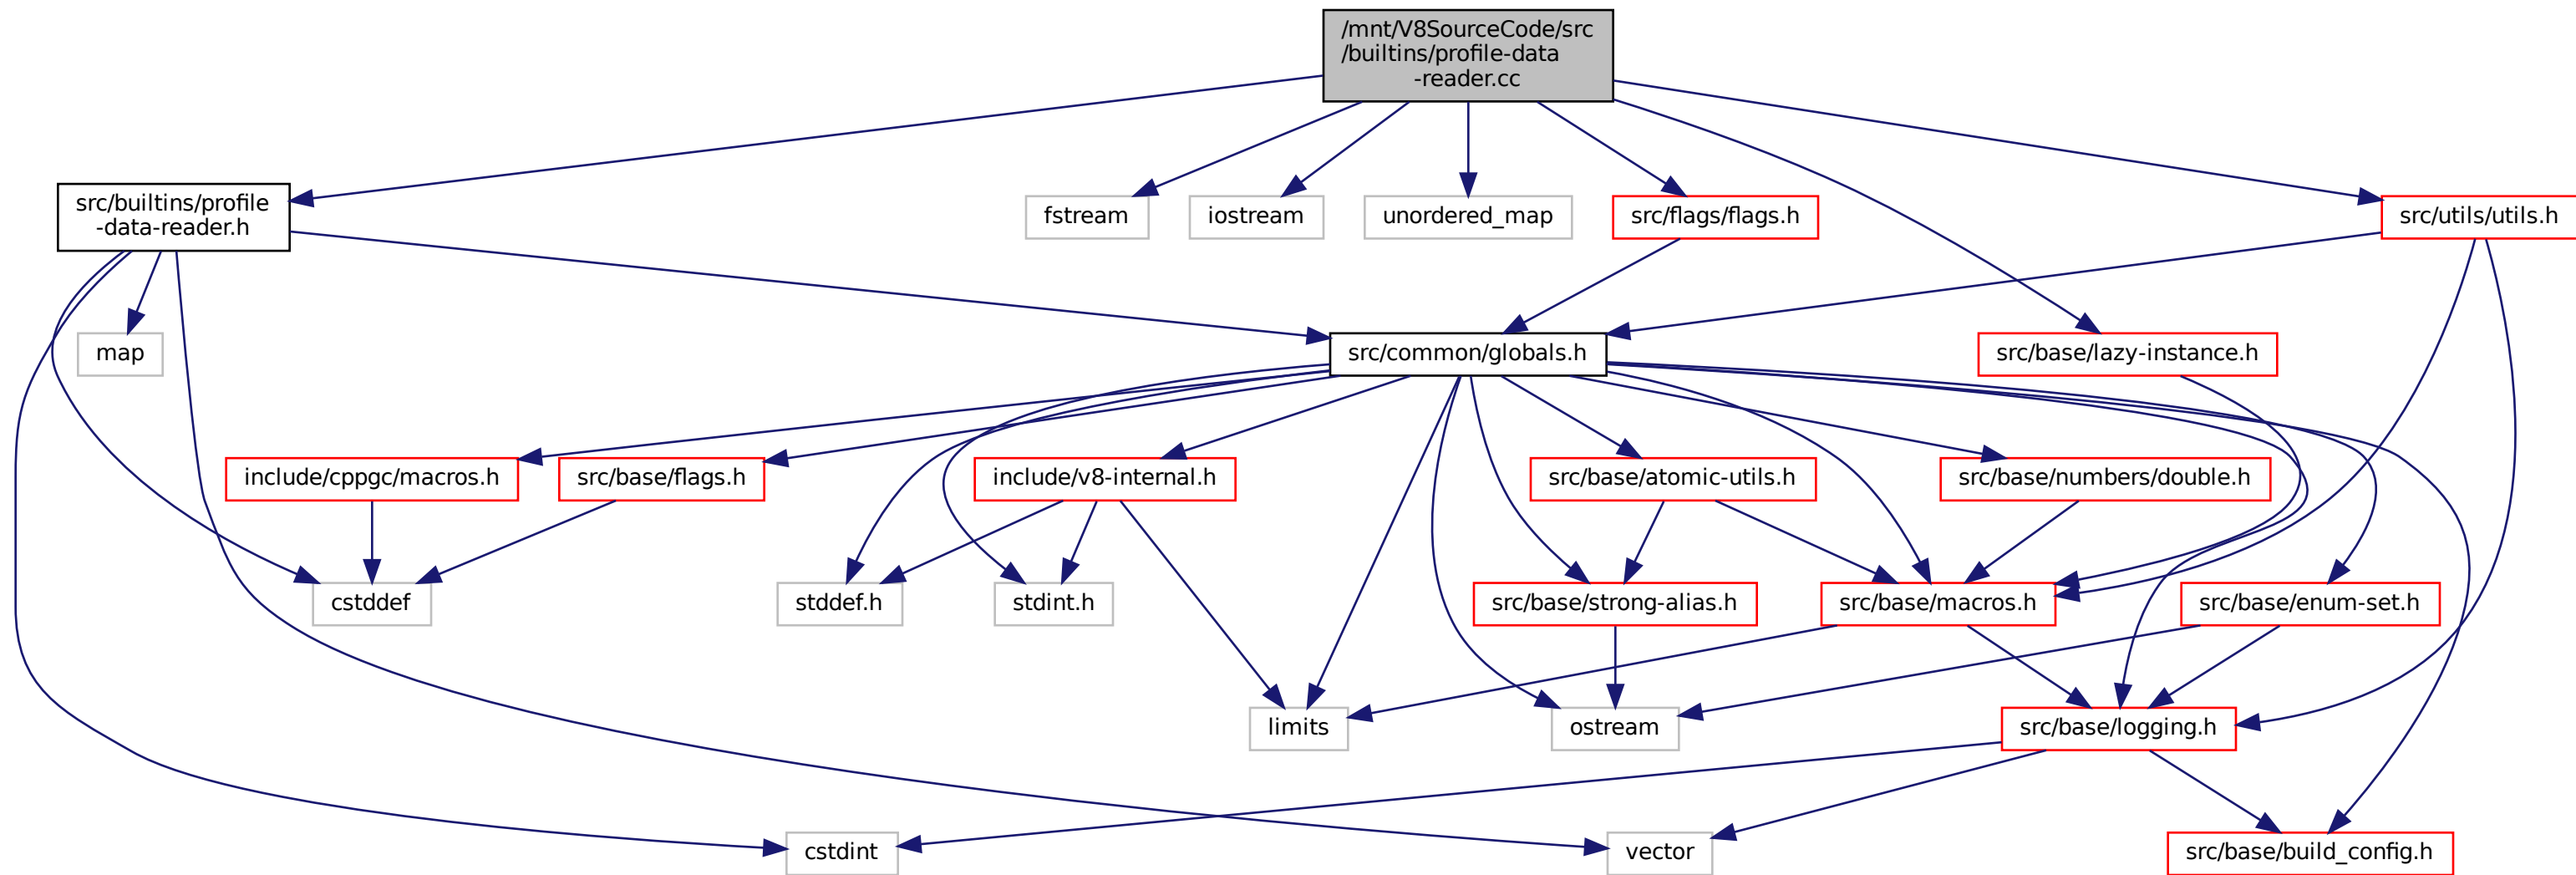 /mnt/V8SourceCode/src
/builtins/profile-data
-reader.cc
src/builtins/profile
-data-reader.h
fstream
iostream
unordered_map
src/flags/flags.h
src/utils/utils.h
map
src/common/globals.h
src/base/lazy-instance.h
include/cppgc/macros.h
src/base/flags.h
include/v8-internal.h
src/base/atomic-utils.h
src/base/numbers/double.h
cstddef
stddef.h
stdint.h
src/base/strong-alias.h
src/base/macros.h
src/base/enum-set.h
limits
ostream
src/base/logging.h
cstdint
vector
src/base/build_config.h